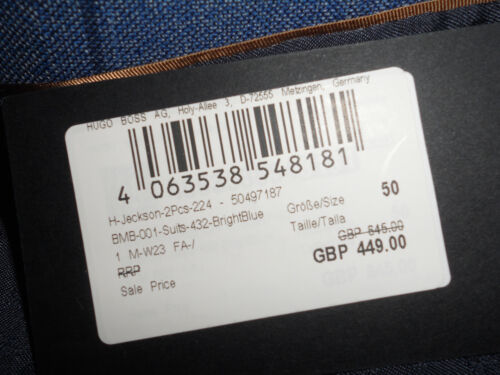 HUGO BOSS AG, Holy-Allee 3, D-72555 Metzingen, Germany
4 063538 548181
H-Jeckson-2Pcs-224 - 50497187
BMB-001-Suits-432-BrightBlue
1 M-W23 FA-/
RRP
Sale Price
Größe/Size 50
Taille/Talla
GBP 645.00
GBP 449.00